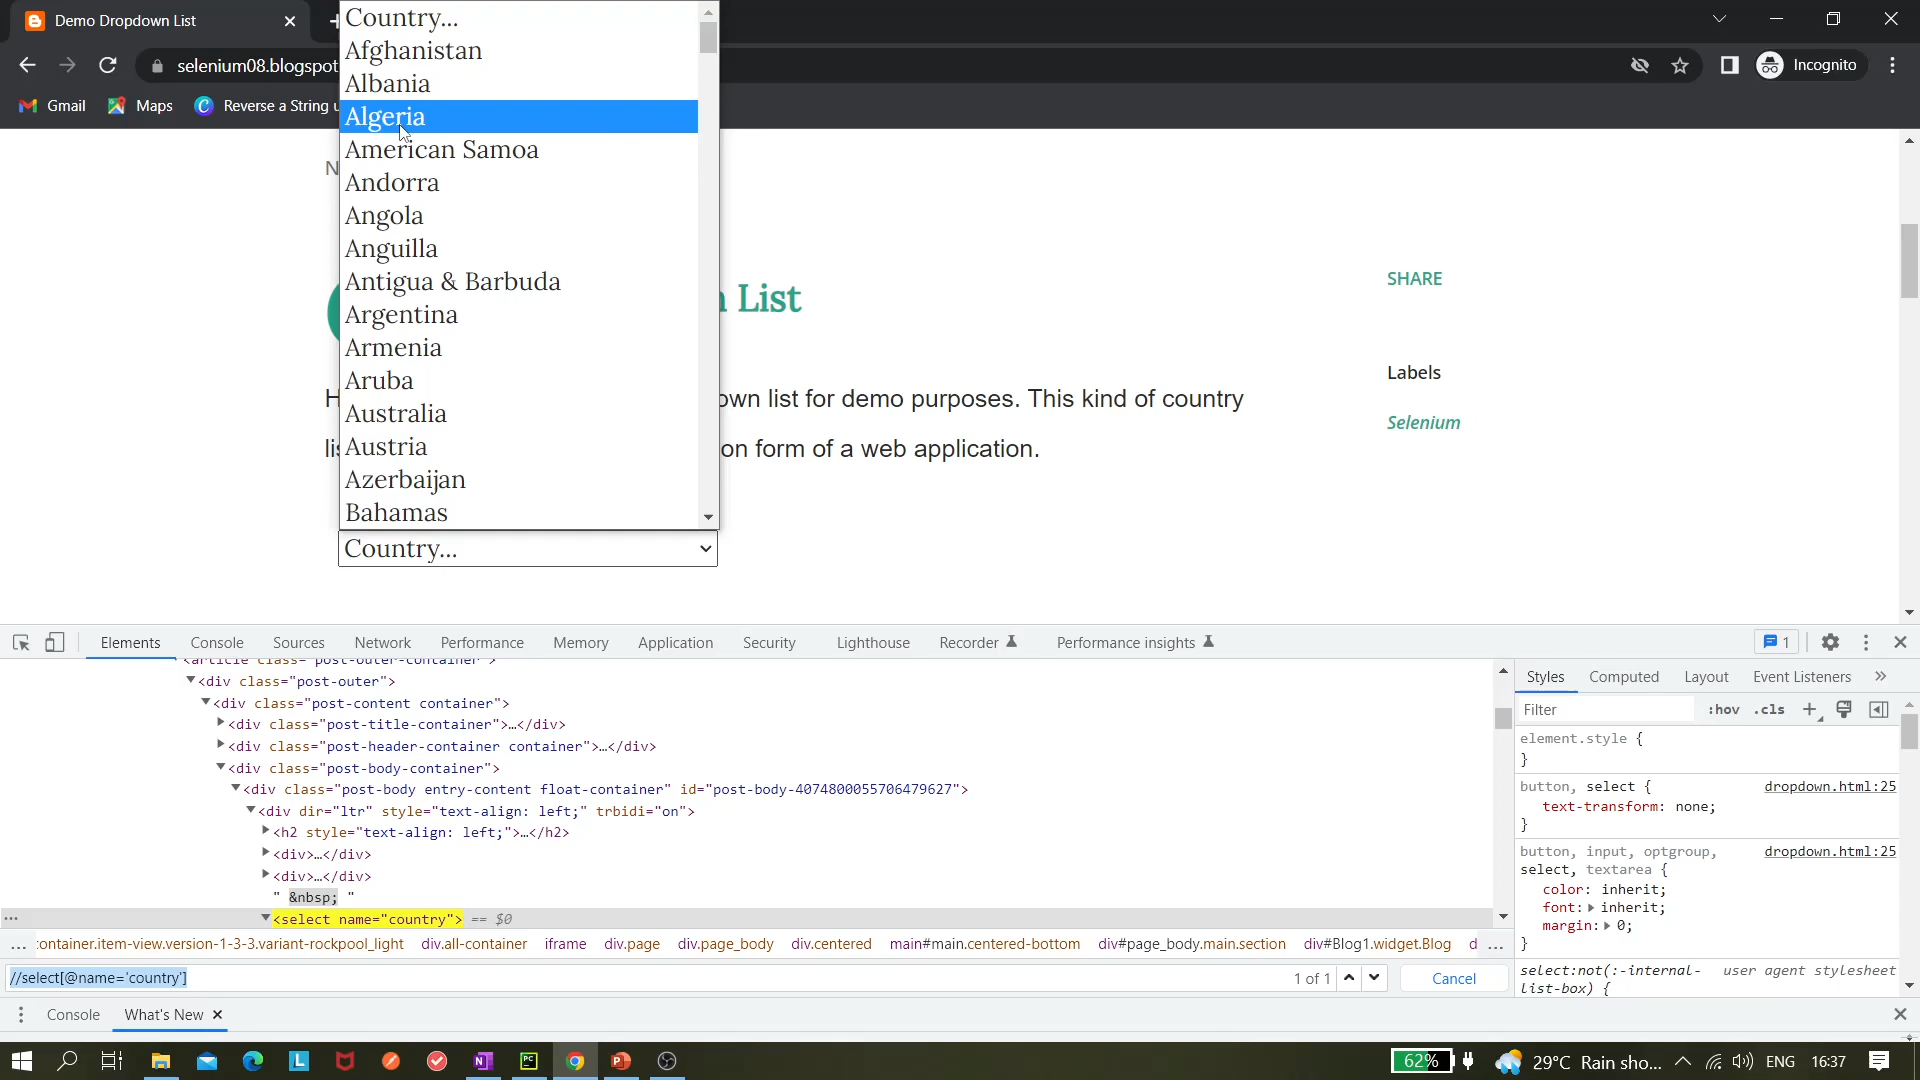 Demo Dropdown List
selenium08.blogspot
Incognito
Gmail
Maps
Reverse a String u
Country...
Afghanistan
Albania
Algeria
American Samoa
Andorra
Angola
Anguilla
Antigua & Barbuda
Argentina
Armenia
Aruba
Australia
Austria
Azerbaijan
Bahamas
Country...
n List
own list for demo purposes. This kind of country
on form of a web application.
SHARE
Labels
Selenium
Elements Console Sources Network Performance Memory Application Security Lighthouse Recorder Performance insights 1
<article class="post-outer-container">
<div class="post-outer">
<div class="post-content container">
<div class="post-title-container">…</div>
<div class="post-header-container container">…</div>
<div class="post-body-container">
<div class="post-body entry-content float-container" id="post-body-4074800055706479627">
<div dir="ltr" style="text-align: left;" trbidi="on">
<h2 style="text-align: left;">…</h2>
<div>…</div>
<div>…</div>
" &nbsp; "
<select name="country"> == $0
... ontainer.item-view.version-1-3-3.variant-rockpool_light div.all-container iframe div.page div.page_body div.centered main#main.centered-bottom div#page_body.main.section div#Blog1.widget.Blog d ...
//select[@name='country'] 1 of 1 Cancel
Styles Computed Layout Event Listeners »
Filter :hov .cls +
element.style {
}
button, select { dropdown.html:25
text-transform: none;
}
button, input, optgroup, dropdown.html:25
select, textarea {
color: inherit;
font: inherit;
margin: 0;
}
select:not(:-internal- user agent stylesheet
list-box) {
Console What's New
62% 29°C Rain sho... ENG 16:37